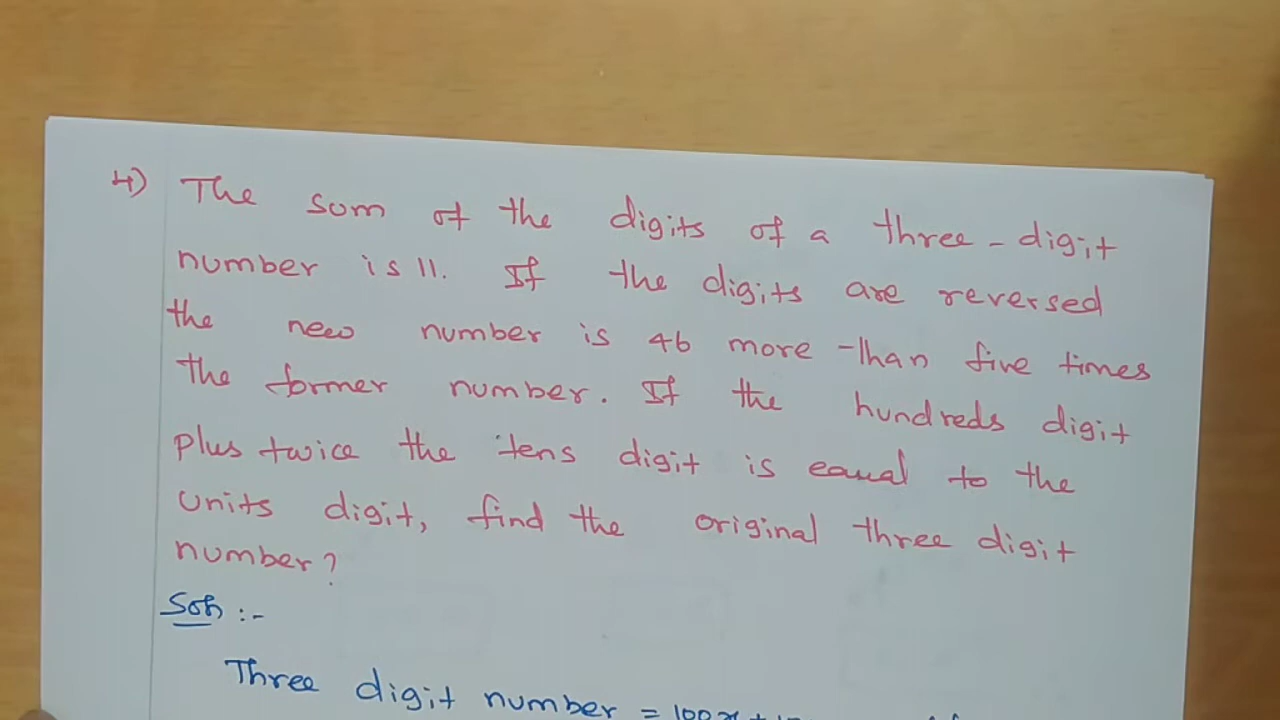 4) The sum of the digits of a three-digit
number is 11. If the digits are reversed
the new number is 46 more than five times
the former number. If the hundreds digit
plus twice the tens digit is equal to the
units digit, find the original three digit
number?
Soln :-
Three digit number = 100x +